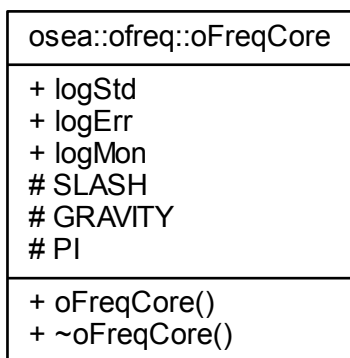 osea::ofreq::oFreqCore
+ logStd
+ logErr
+ logMon
# SLASH
# GRAVITY
# PI
+ oFreqCore()
+ ~oFreqCore()